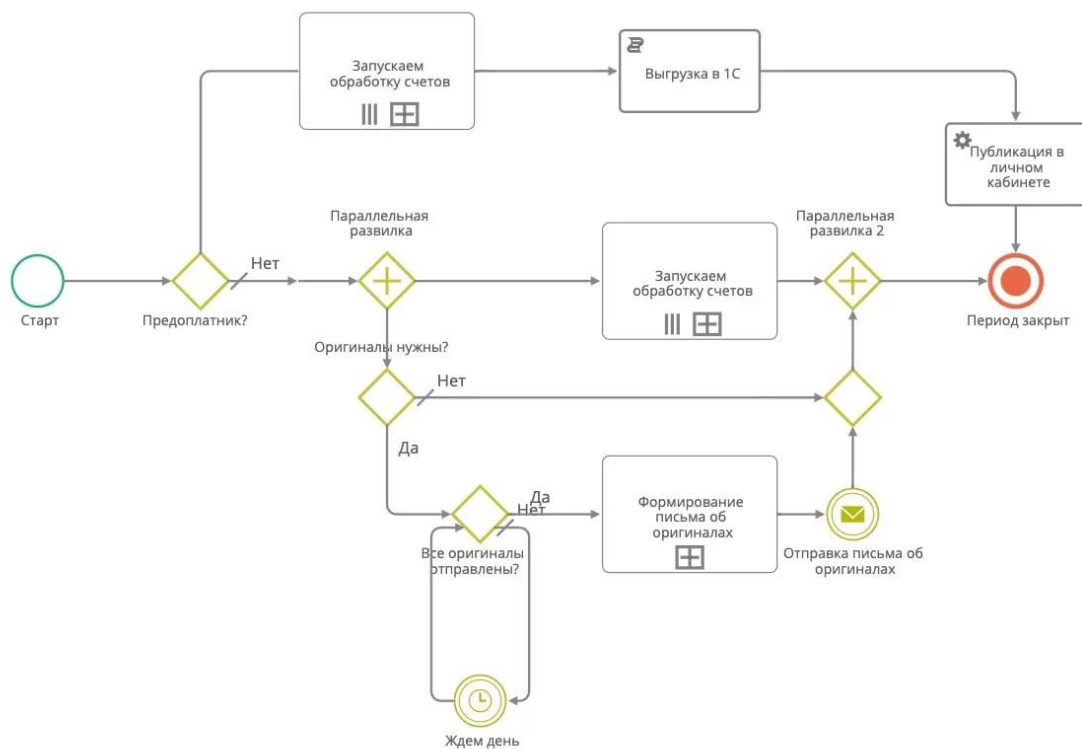 Запускаем
обработку счетов
Выгрузка в 1С
Публикация в
личном
кабинете
Параллельная
развилка
Параллельная
развилка 2
Нет
Запускаем
обработку счетов
Старт
Предоплатник?
Период закрыт
Оригиналы нужны?
Нет
Да
Да
Нет
Формирование
письма об
оригиналах
Все оригиналы
отправлены?
Отправка письма об
оригиналах
Ждем день